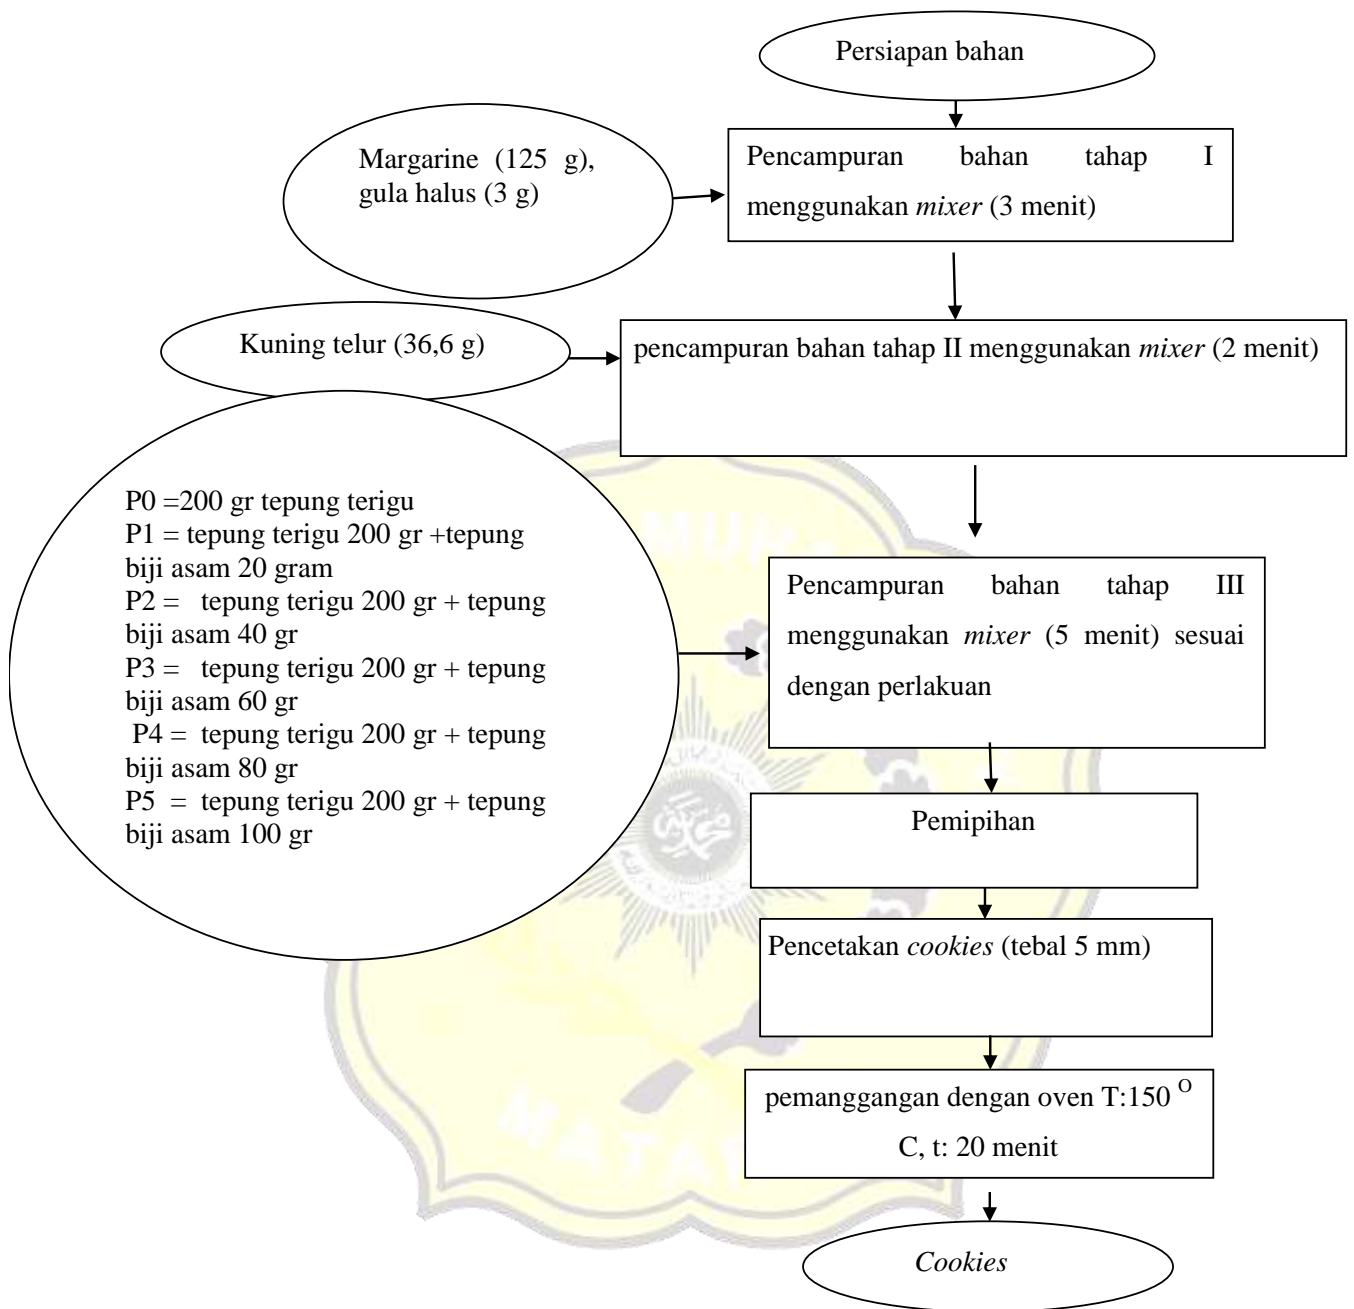 Persiapan bahan
Margarine (125 g),
gula halus (3 g)
Pencampuran bahan tahap I
menggunakan mixer (3 menit)
Kuning telur (36,6 g)
pencampuran bahan tahap II menggunakan mixer (2 menit)
P0 =200 gr tepung terigu
P1 = tepung terigu 200 gr +tepung
biji asam 20 gram
P2 = tepung terigu 200 gr + tepung
biji asam 40 gr
P3 = tepung terigu 200 gr + tepung
biji asam 60 gr
P4 = tepung terigu 200 gr + tepung
biji asam 80 gr
P5 = tepung terigu 200 gr + tepung
biji asam 100 gr
Pencampuran bahan tahap III
menggunakan mixer (5 menit) sesuai
dengan perlakuan
Pemipihan
Pencetakan cookies (tebal 5 mm)
pemanggangan dengan oven T:150 O
C, t: 20 menit
Cookies